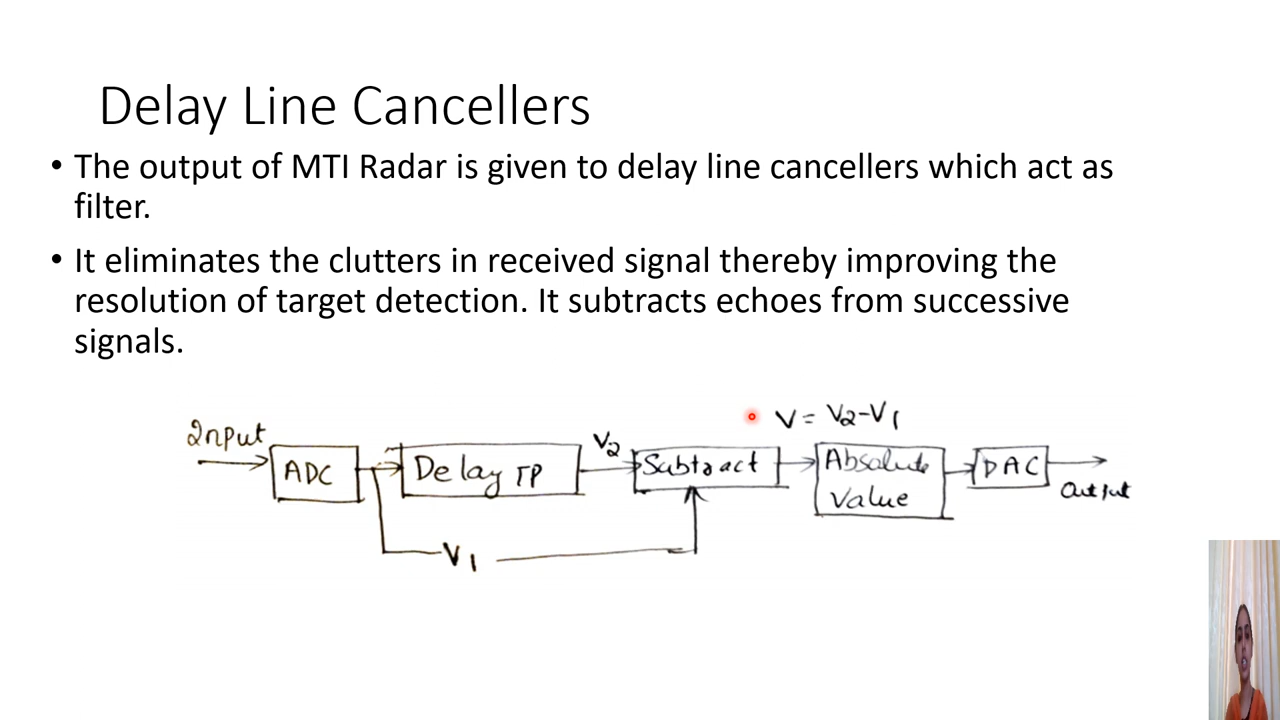 Delay Line Cancellers
• The output of MTI Radar is given to delay line cancellers which act as
filter.
• It eliminates the clutters in received signal thereby improving the
resolution of target detection. It subtracts echoes from successive
signals.
V = V2-V1
Input
ADC
Delay TP
V2
Subtract
Absolute
Value
DAC
Output
V1